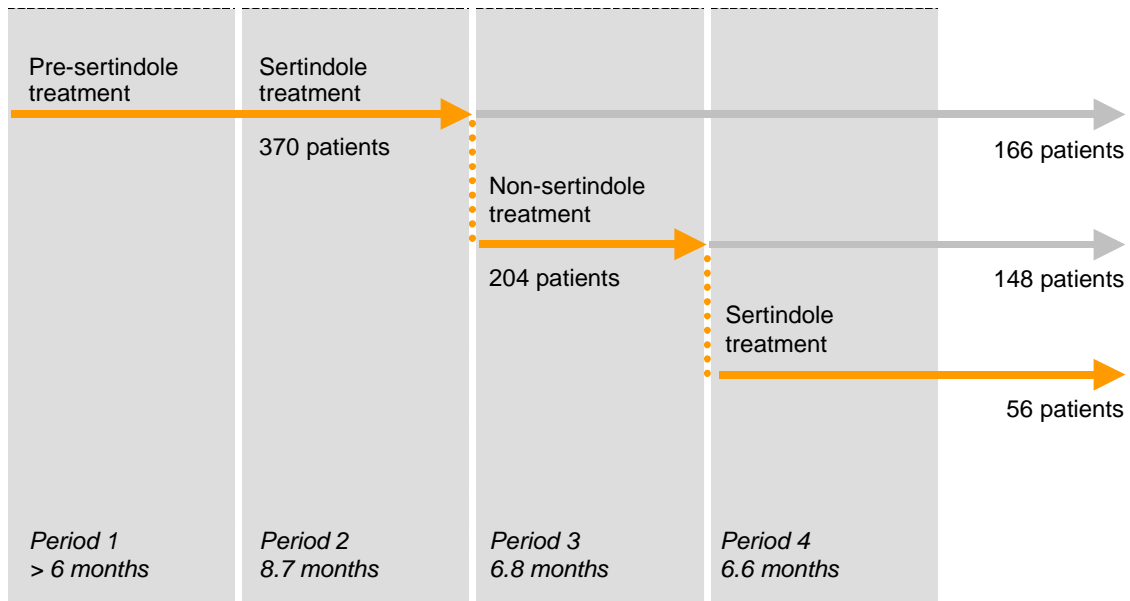 Pre-sertindole
treatment
Sertindole
treatment
370 patients
166 patients
Non-sertindole
treatment
204 patients
148 patients
Sertindole
treatment
56 patients
Period 1
> 6 months
Period 2
8.7 months
Period 3
6.8 months
Period 4
6.6 months